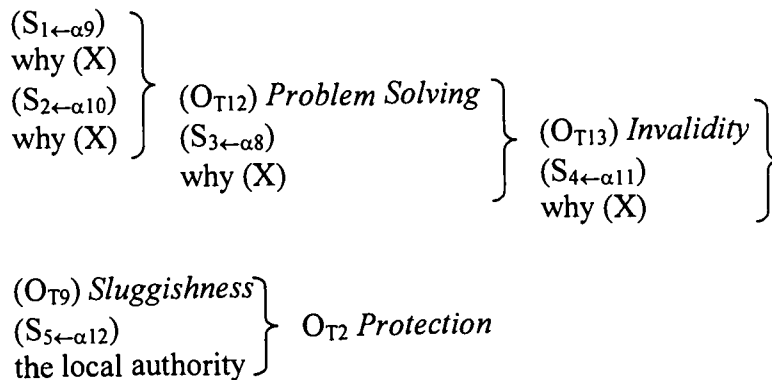 (S1←α9)
why (X)
(S2←α10)
why (X)
(OT12) Problem Solving
(S3←α8)
why (X)
(OT13) Invalidity
(S4←α11)
why (X)
(OT9) Sluggishness
(S5←α12)
the local authority
OT2 Protection